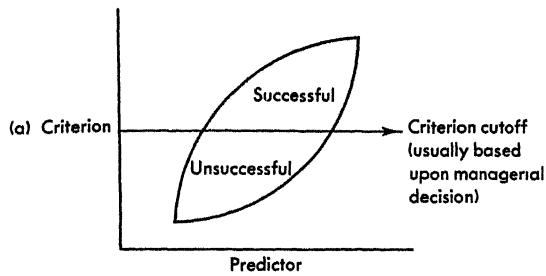 Successful
(a) Criterion
Criterion cutoff
(usually based
upon managerial
decision)
Unsuccessful
Predictor